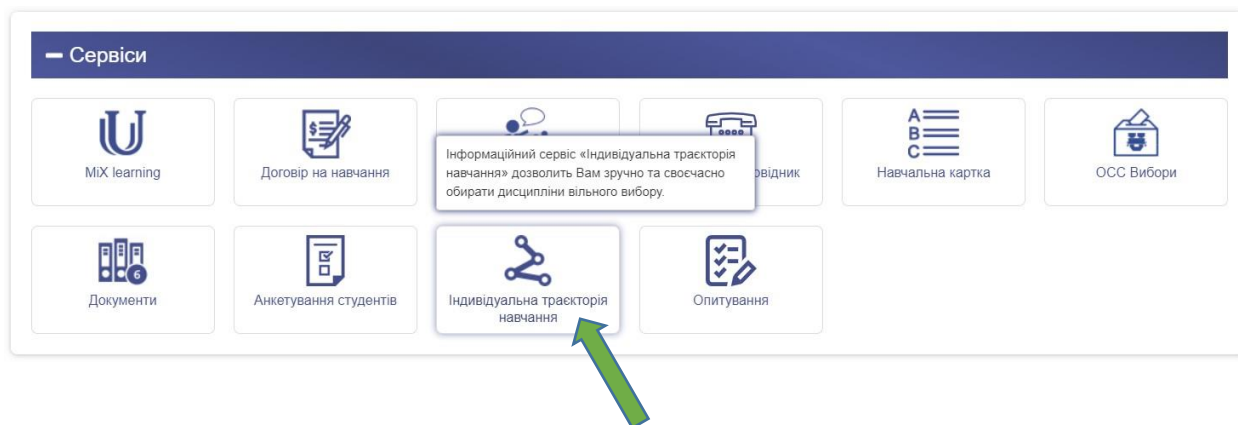 Сервіси
MiX learning
Договір на навчання
Інформаційний сервіс «Індивідуальна траєкторія
навчання» дозволить Вам зручно та своєчасно
обирати дисципліни вільного вибору.
Навчальна картка
ОСС Вибори
A
B
C
Документи
6
Анкетування студентів
Індивідуальна траєкторія
навчання
Опитування